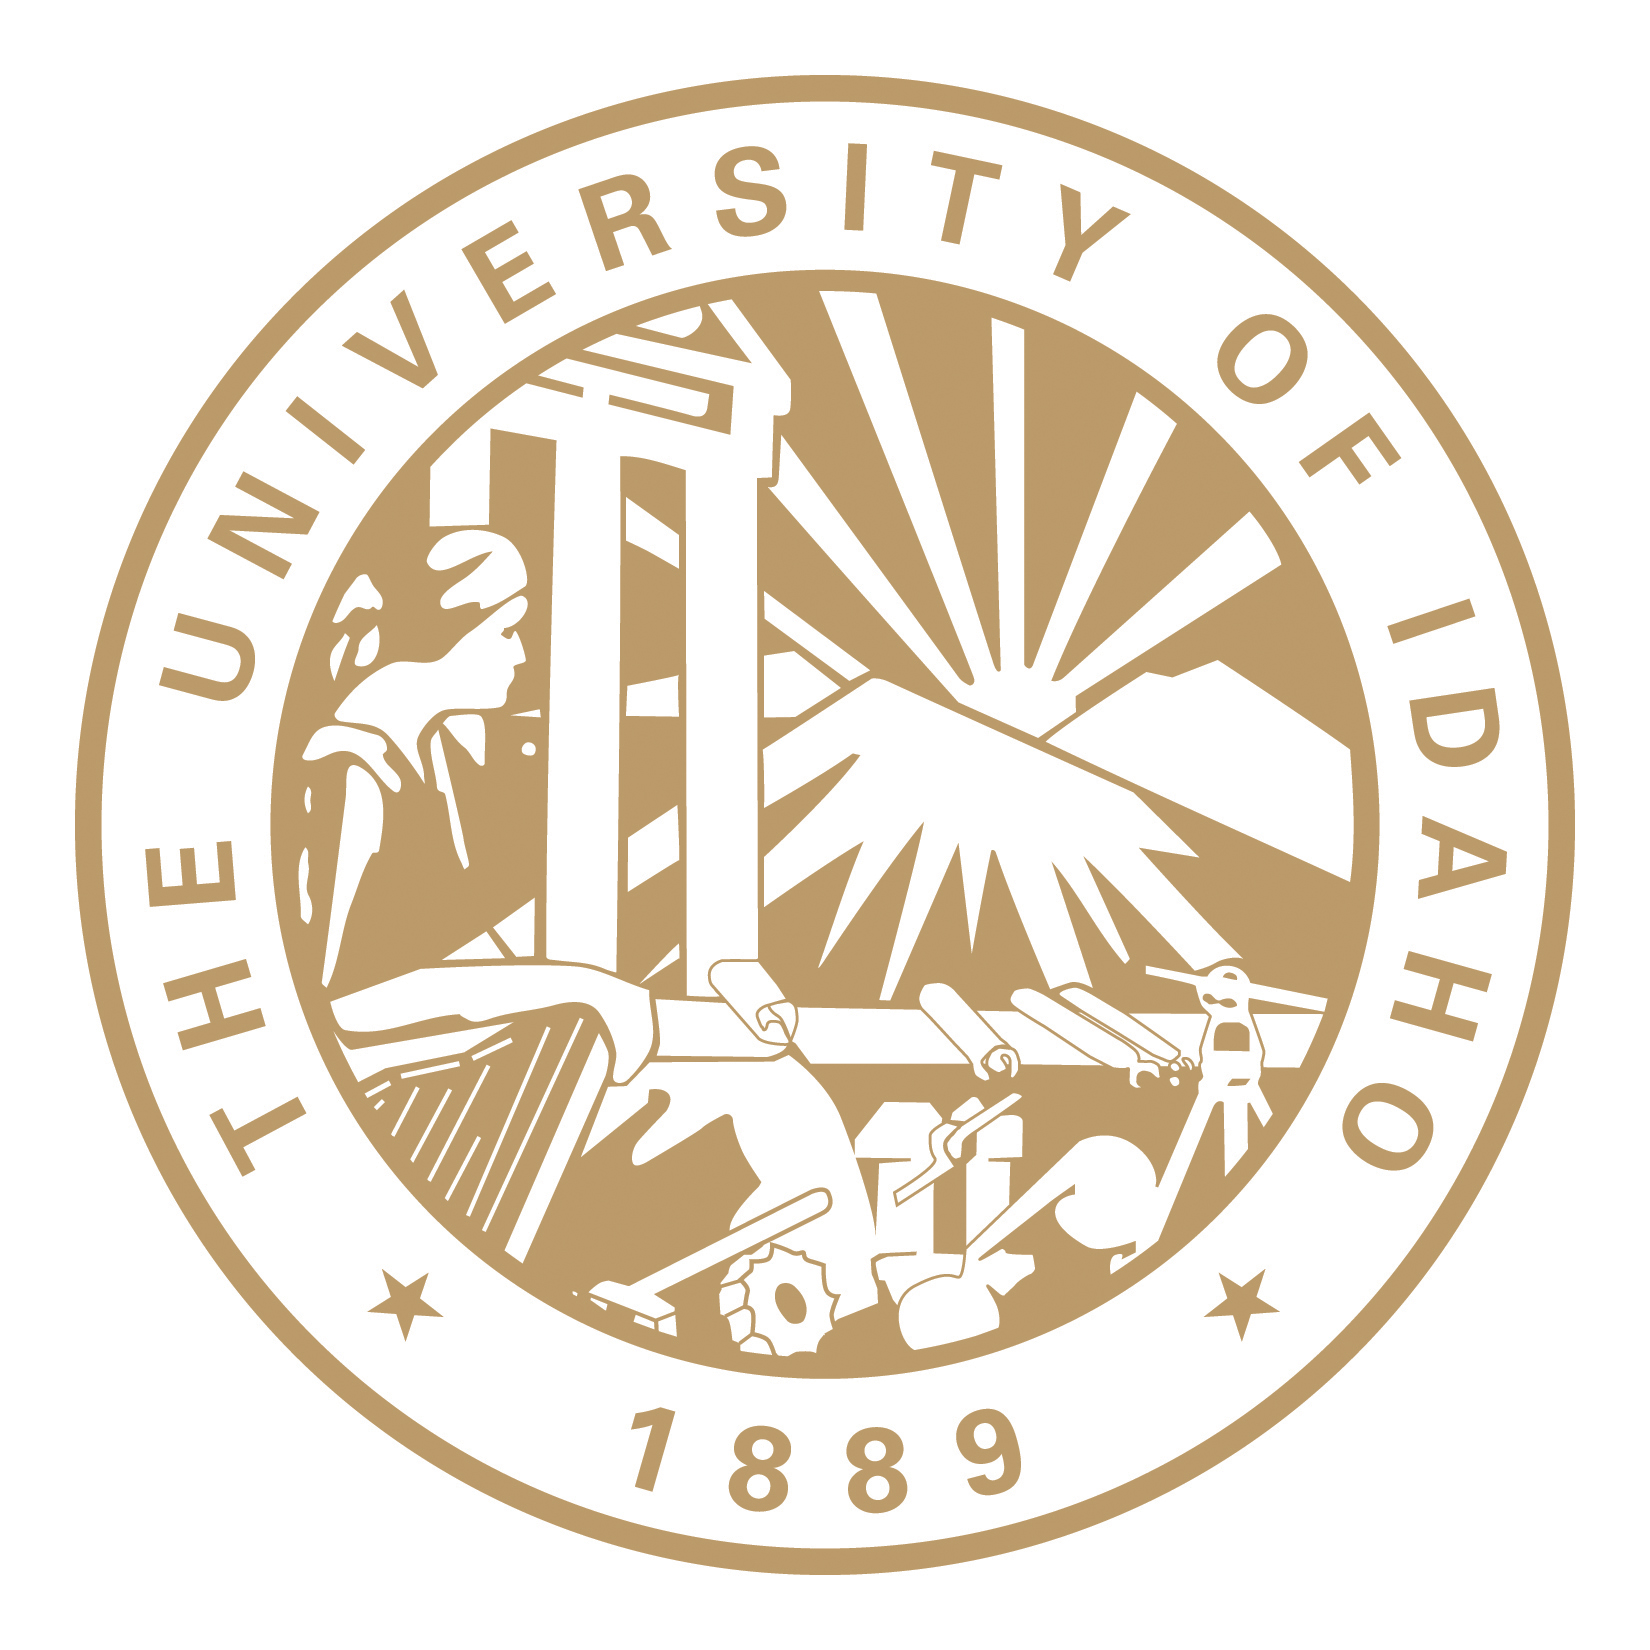 THE UNIVERSITY OF IDAHO
1889